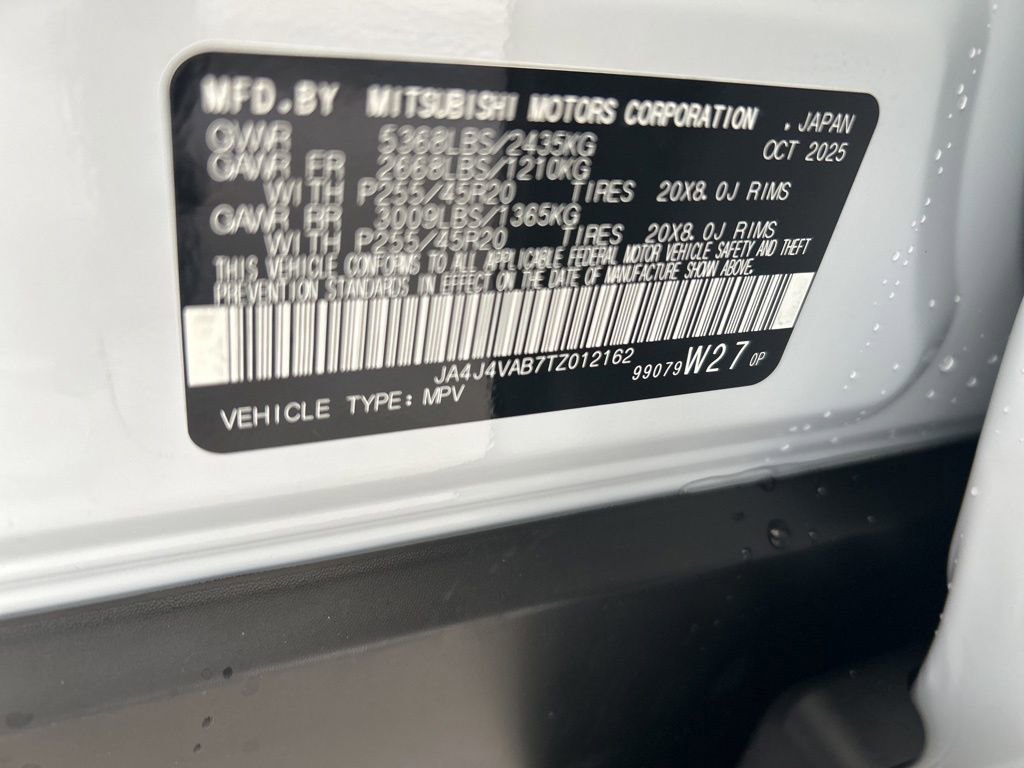 MFD.BY MITSUBISHI MOTORS CORPORATION , JAPAN
GVWR 5368LBS/2435KG OCT 2025
GAWR FR 2668LBS/1210KG
WITH P255/45R20 TIRES 20X8.0J RIMS
GAWR RR 3009LBS/1365KG
WITH P255/45R20 TIRES 20X8.0J RIMS
THIS VEHICLE CONFORMS TO ALL APPLICABLE FEDERAL MOTOR VEHICLE SAFETY AND THEFT
PREVENTION STANDARDS IN EFFECT ON THE DATE OF MANUFACTURE SHOWN ABOVE.
JA4J4VAB7TZ012162
99079 W27 0P
VEHICLE TYPE: MPV